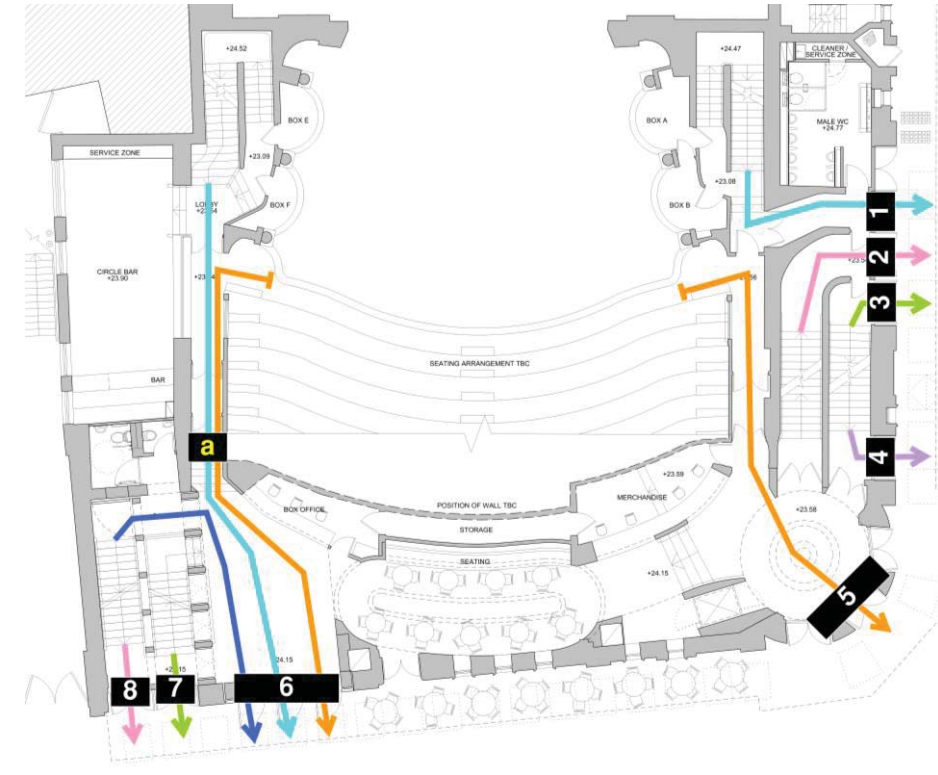 +24.52
+24.47
CLEANER /
SERVICE ZONE
BOX E
BOX A
MALE WC
+24.77
SERVICE ZONE
+23.09
+23.08
LOBBY
BOX F
BOX B
1
2
3
CIRCLE BAR
+23.90
SEATING ARRANGEMENT TBC
BAR
a
4
+23.59
MERCHANDISE
BOX OFFICE
POSITION OF WALL TBC
+23.58
STORAGE
SEATING
+24.15
5
24.15
8
7
6